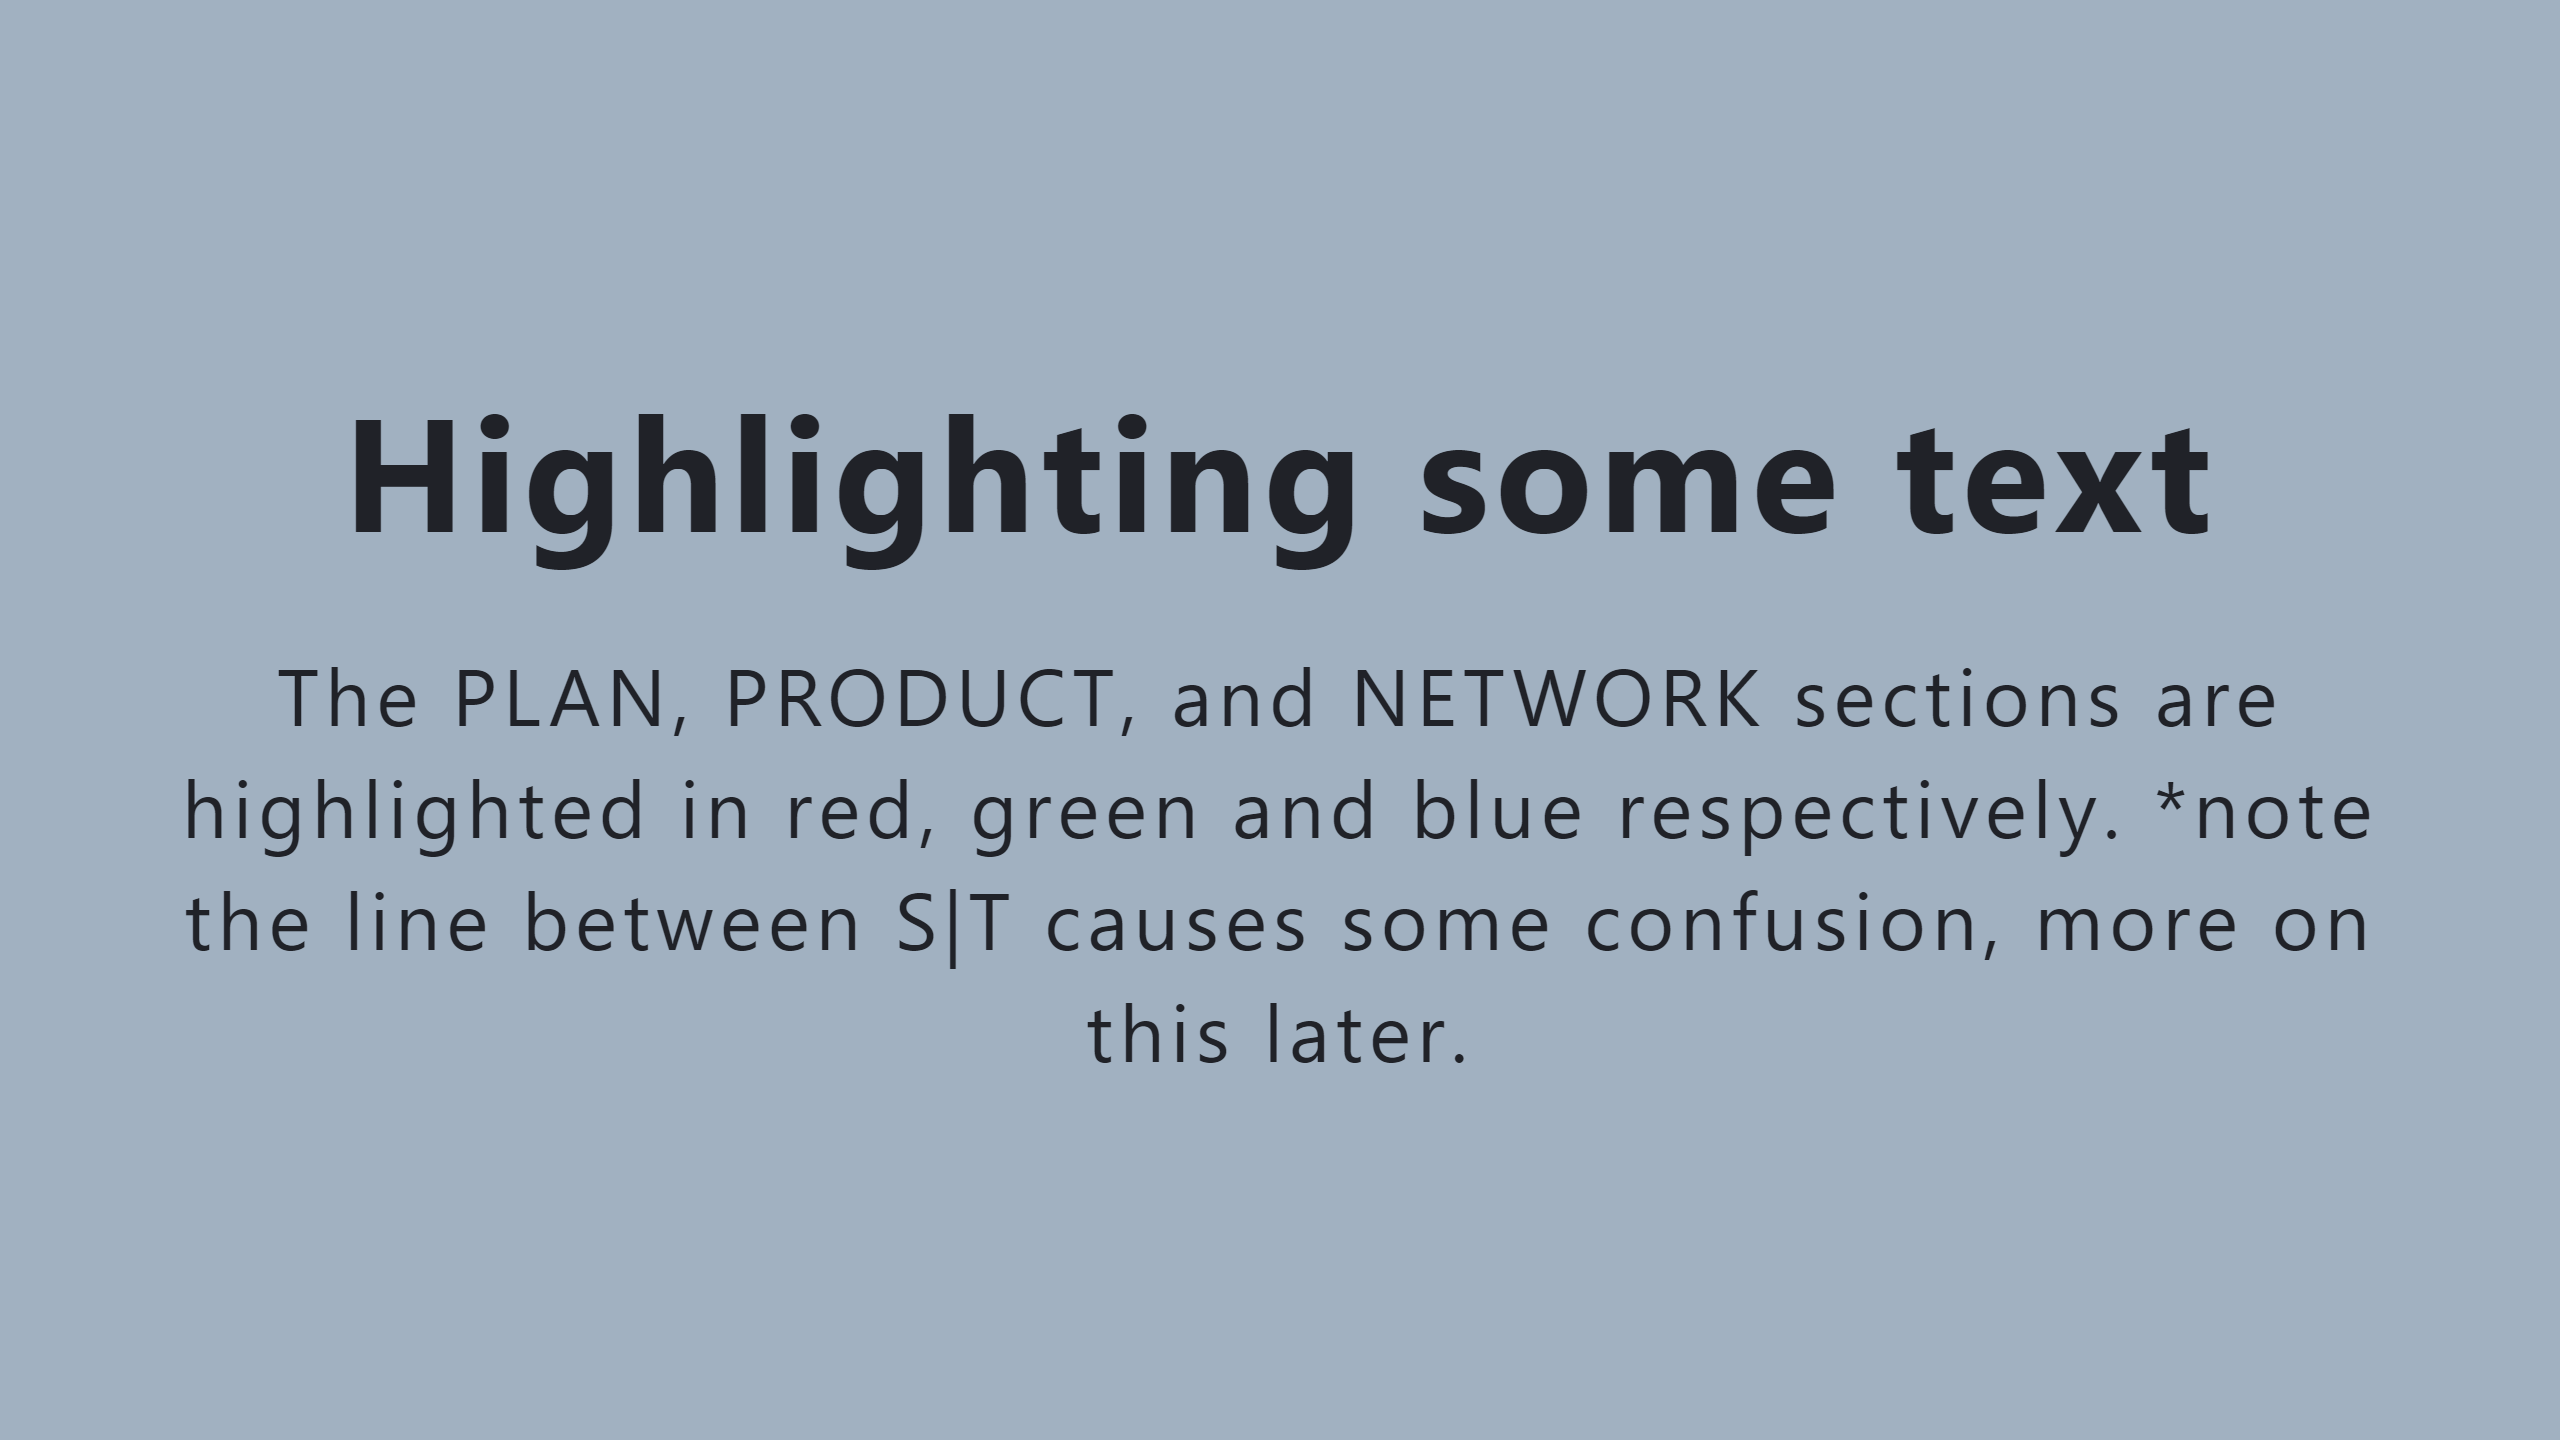 Highlighting some text
The PLAN, PRODUCT, and NETWORK sections are
highlighted in red, green and blue respectively. *note
the line between S|T causes some confusion, more on
this later.